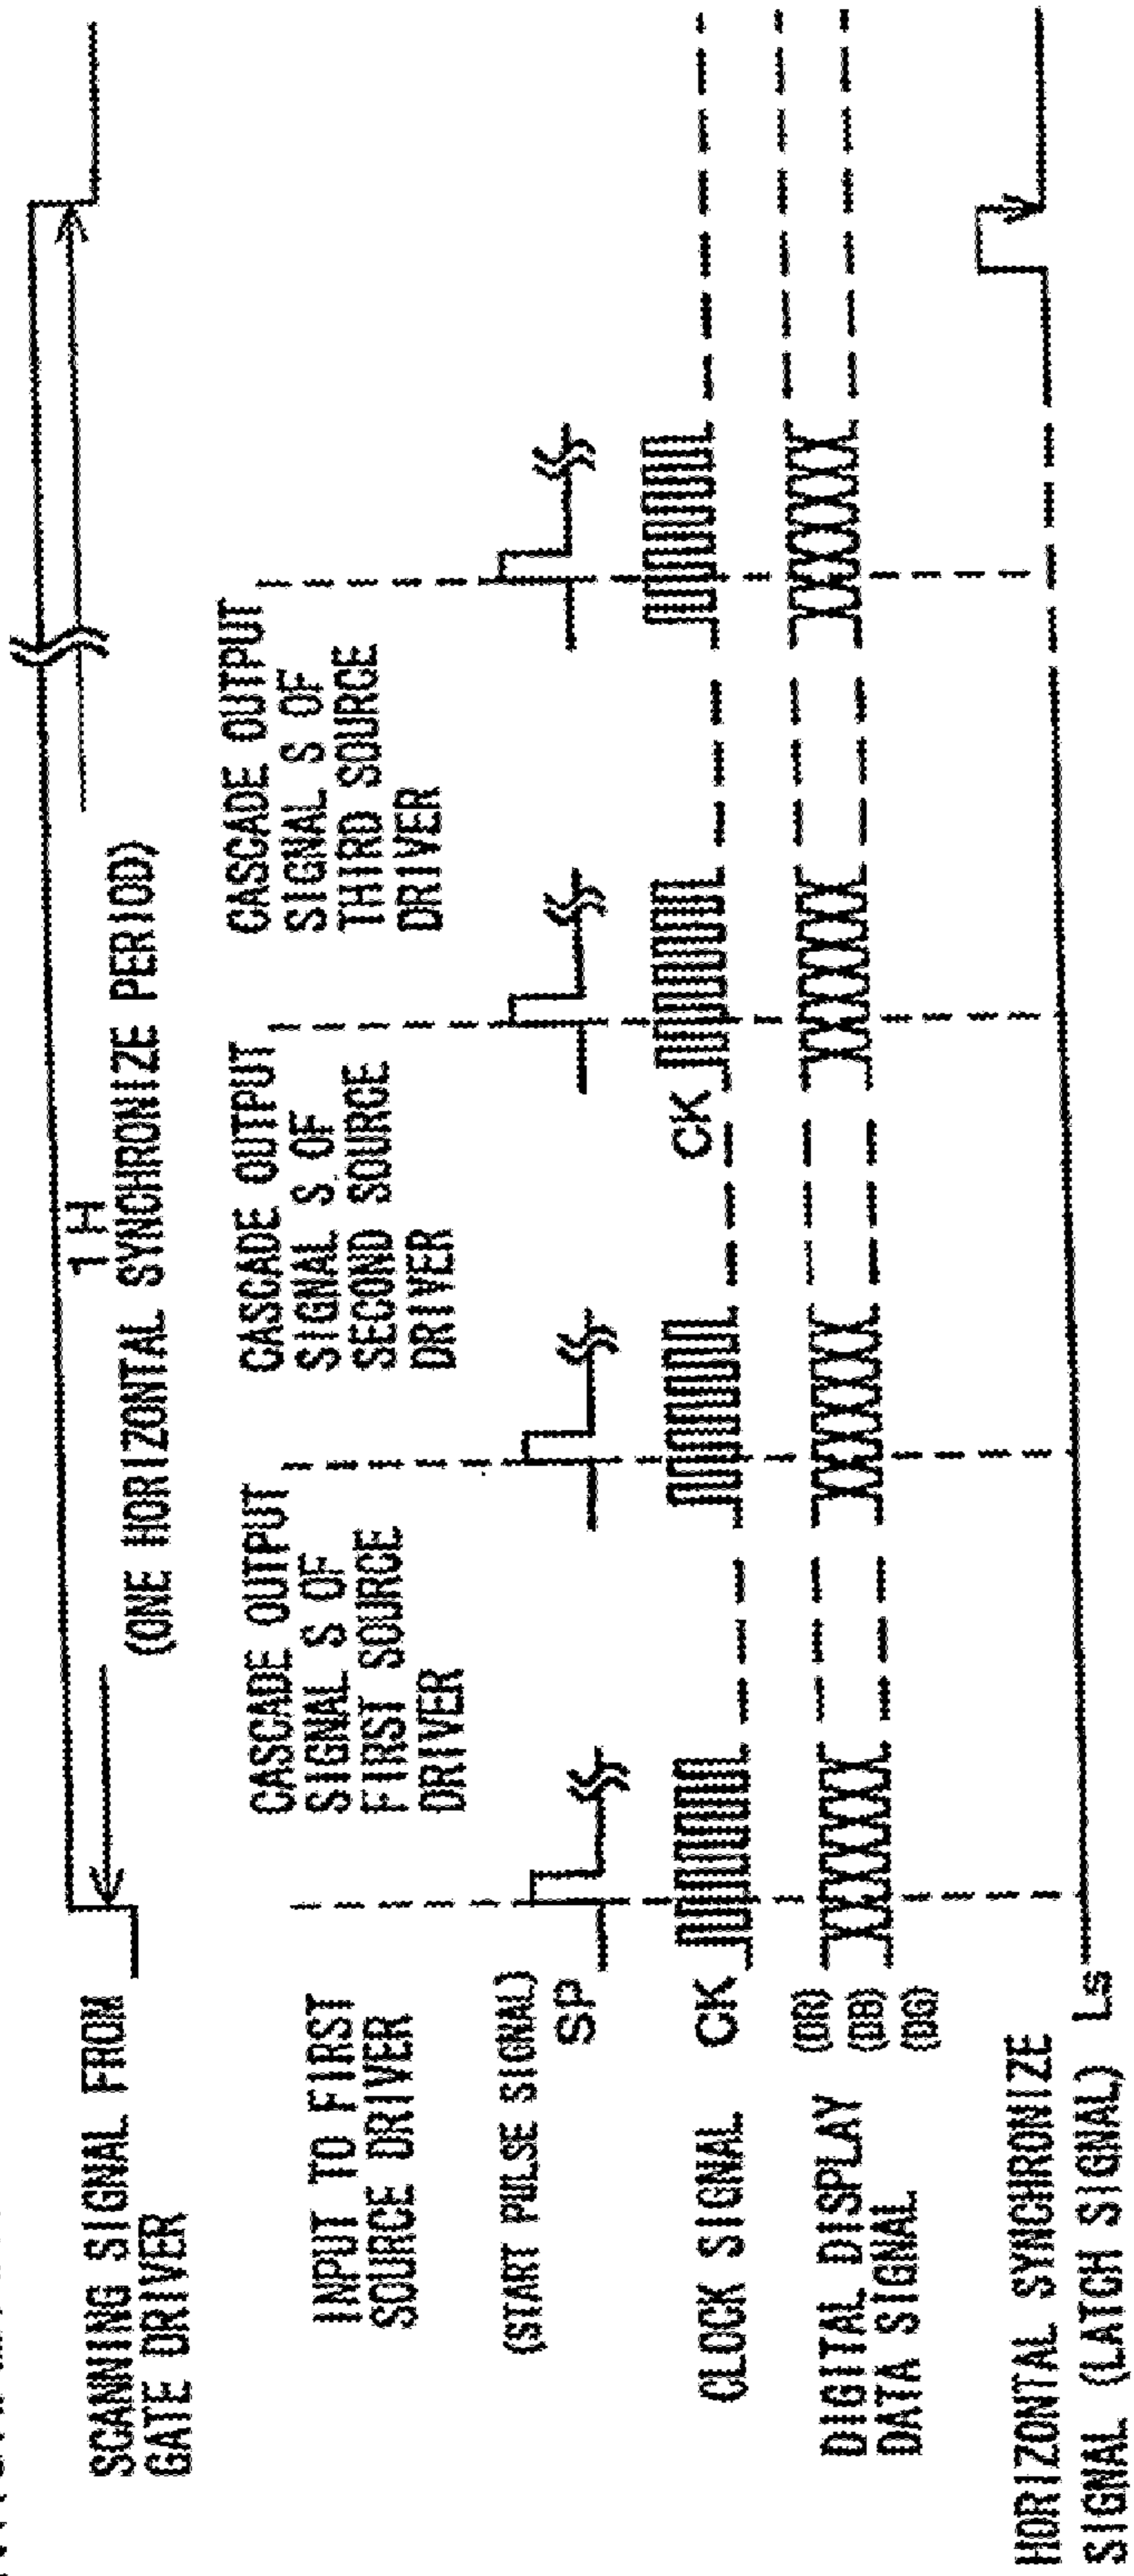 SCANNING SIGNAL FROM
GATE DRIVER
1H
(ONE HORIZONTAL SYNCHRONIZE PERIOD)
INPUT TO FIRST
SOURCE DRIVER
CASCADE OUTPUT
SIGNAL S OF
FIRST SOURCE
DRIVER
CASCADE OUTPUT
SIGNAL S OF
SECOND SOURCE
DRIVER
CASCADE OUTPUT
SIGNAL S OF
THIRD SOURCE
DRIVER
(START PULSE SIGNAL)
SP
CLOCK SIGNAL CK
CK
DIGITAL DISPLAY
DATA SIGNAL
(DR)
(DB)
(DG)
HORIZONTAL SYNCHRONIZE
SIGNAL (LATCH SIGNAL) Ls